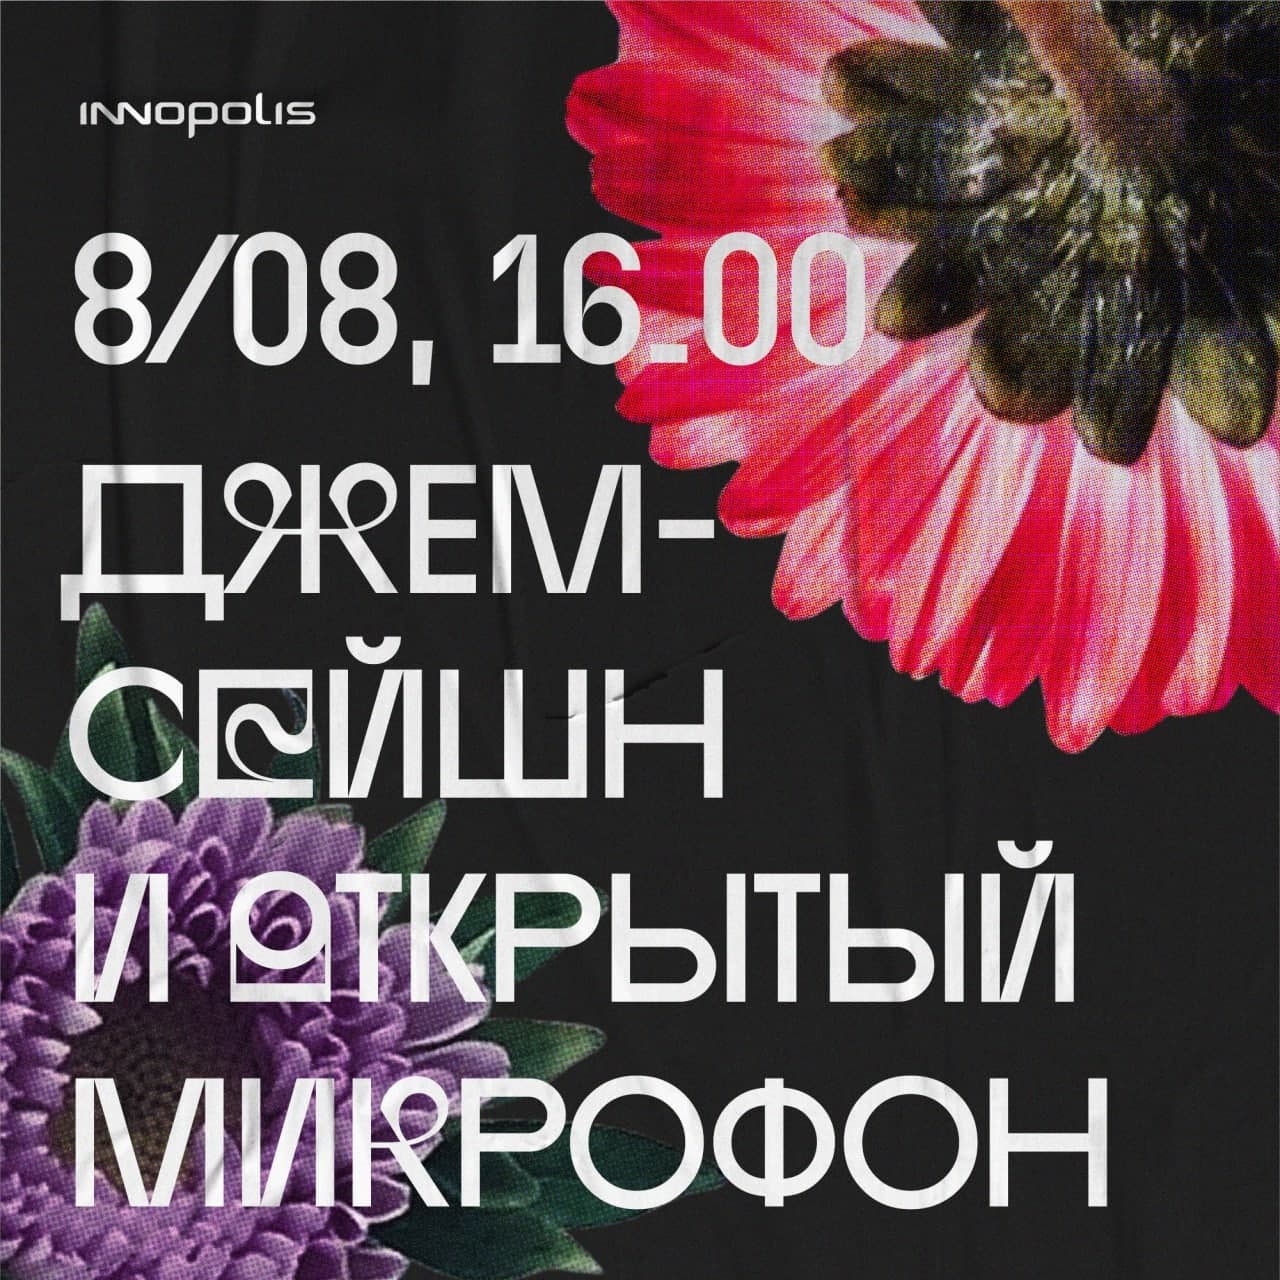 innopolis
8/08, 16.00
ДЖЕМ-
СЕЙШН
И ОТКРЫТЫЙ
МИКРОФОН